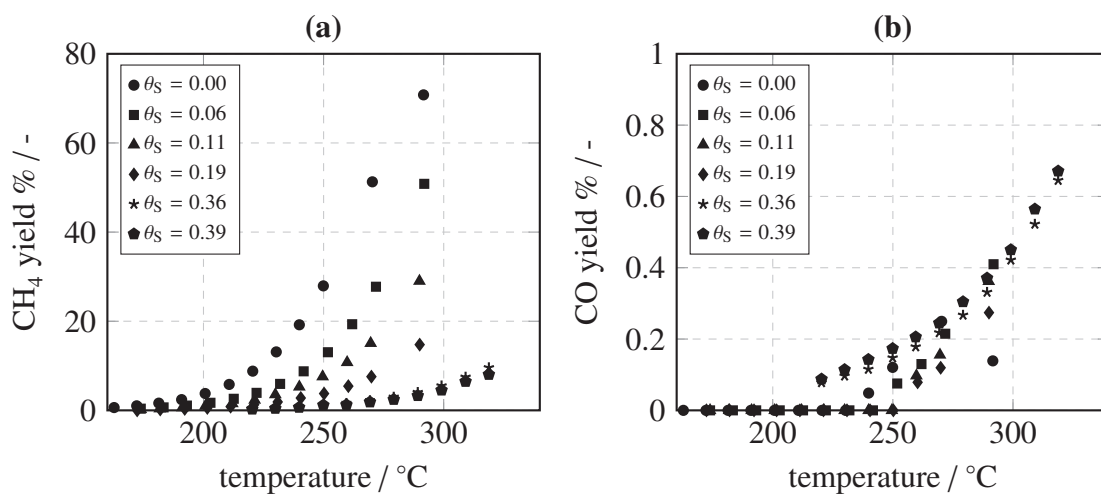 (a)
CH₄ yield % / -
80
60
40
20
0
θS = 0.00
θS = 0.06
θS = 0.11
θS = 0.19
θS = 0.36
θS = 0.39
200
250
300
temperature / °C
(b)
CO yield % / -
1
0.8
0.6
0.4
0.2
0
θS = 0.00
θS = 0.06
θS = 0.11
θS = 0.19
θS = 0.36
θS = 0.39
200
250
300
temperature / °C